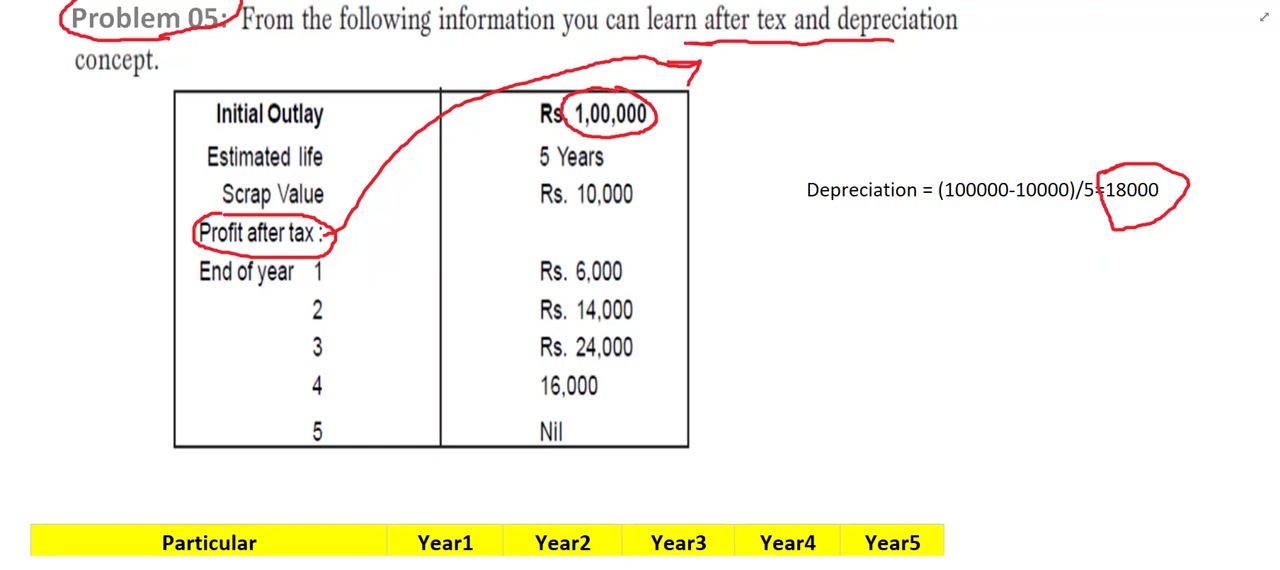 Problem 05: From the following information you can learn after tex and depreciation
concept.
Initial Outlay Rs. 1,00,000
Estimated life 5 Years
Scrap Value Rs. 10,000
Depreciation = (100000-10000)/5=18000
Profit after tax :
End of year 1 Rs. 6,000
2 Rs. 14,000
3 Rs. 24,000
4 16,000
5 Nil
Particular Year1 Year2 Year3 Year4 Year5